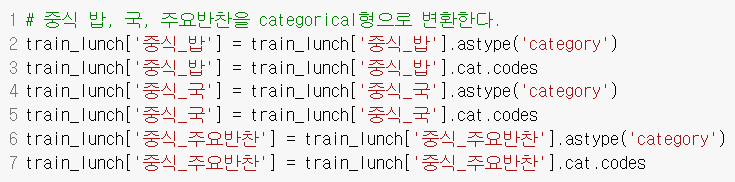 1 # 중식 밥, 국, 주요반찬을 categorical형으로 변환한다.
2 train_lunch['중식_밥'] = train_lunch['중식_밥'].astype('category')
3 train_lunch['중식_밥'] = train_lunch['중식_밥'].cat.codes
4 train_lunch['중식_국'] = train_lunch['중식_국'].astype('category')
5 train_lunch['중식_국'] = train_lunch['중식_국'].cat.codes
6 train_lunch['중식_주요반찬'] = train_lunch['중식_주요반찬'].astype('category')
7 train_lunch['중식_주요반찬'] = train_lunch['중식_주요반찬'].cat.codes